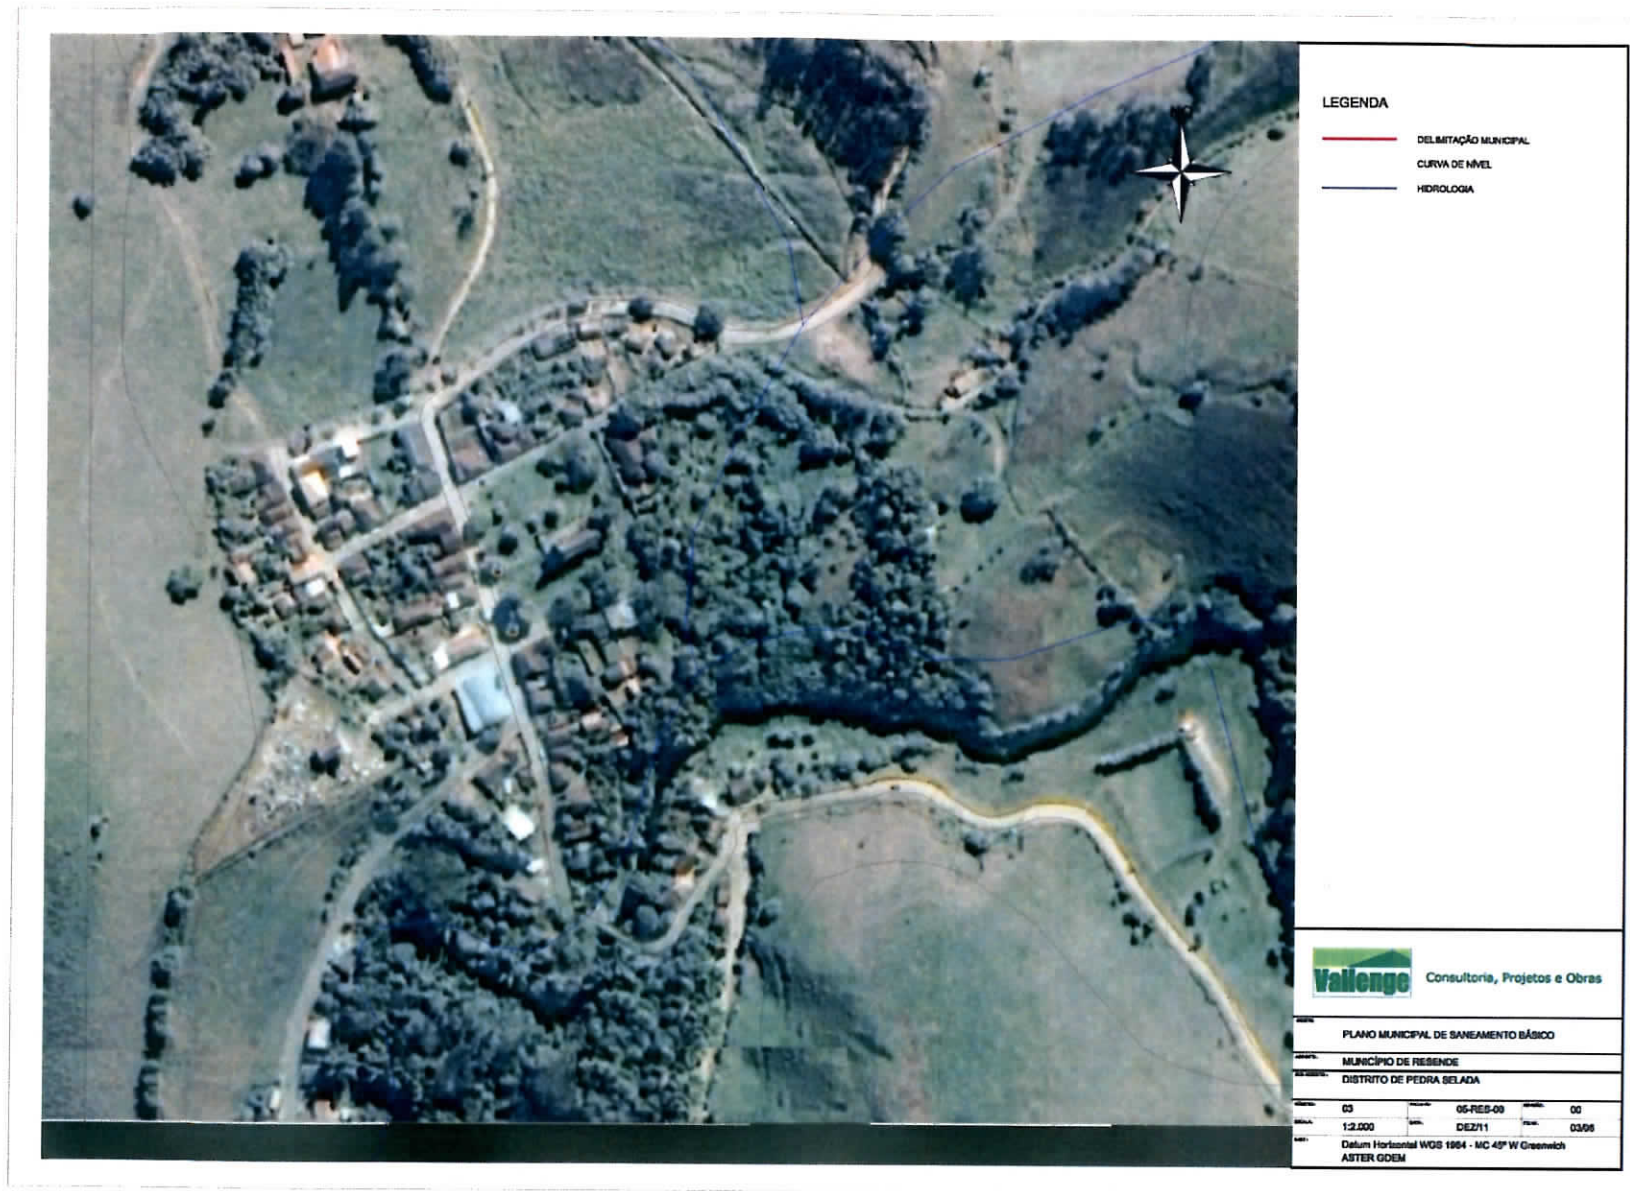 LEGENDA
DELIMITAÇÃO MUNICIPAL
CURVA DE NÍVEL
HIDROLOGIA
Vallenge Consultoria, Projetos e Obras
PLANO MUNICIPAL DE SANEAMENTO BÁSICO
MUNICÍPIO DE RESENDE
DISTRITO DE PEDRA SELADA
03 05-RES-00 00
1:2.000 DEZ/11 03/06
Datum Horizontal WGS 1984 - MC 45º W Greenwich
ASTER GDEM